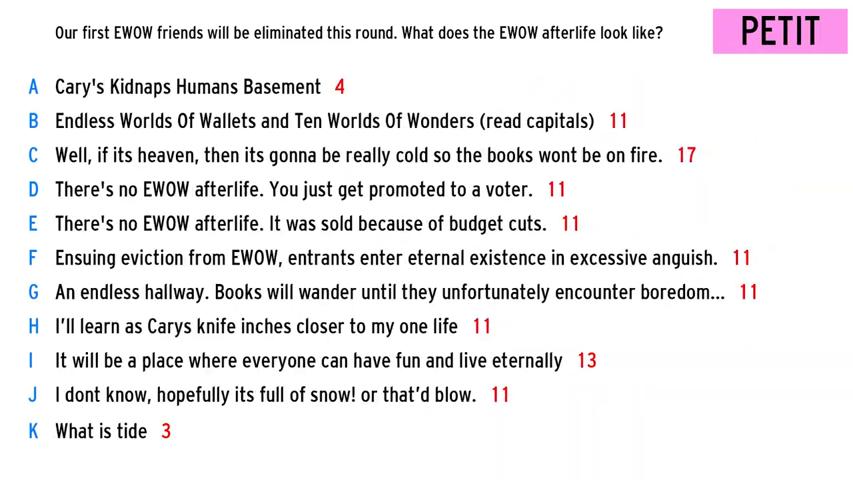 Our first EWOW friends will be eliminated this round. What does the EWOW afterlife look like?
PETIT
A Cary's Kidnaps Humans Basement 4
B Endless Worlds Of Wallets and Ten Worlds Of Wonders (read capitals) 11
C Well, if its heaven, then its gonna be really cold so the books wont be on fire. 17
D There's no EWOW afterlife. You just get promoted to a voter. 11
E There's no EWOW afterlife. It was sold because of budget cuts. 11
F Ensuing eviction from EWOW, entrants enter eternal existence in excessive anguish. 11
G An endless hallway. Books will wander until they unfortunately encounter boredom... 11
H I'll learn as Carys knife inches closer to my one life 11
I It will be a place where everyone can have fun and live eternally 13
J I dont know, hopefully its full of snow! or that'd blow. 11
K What is tide 3